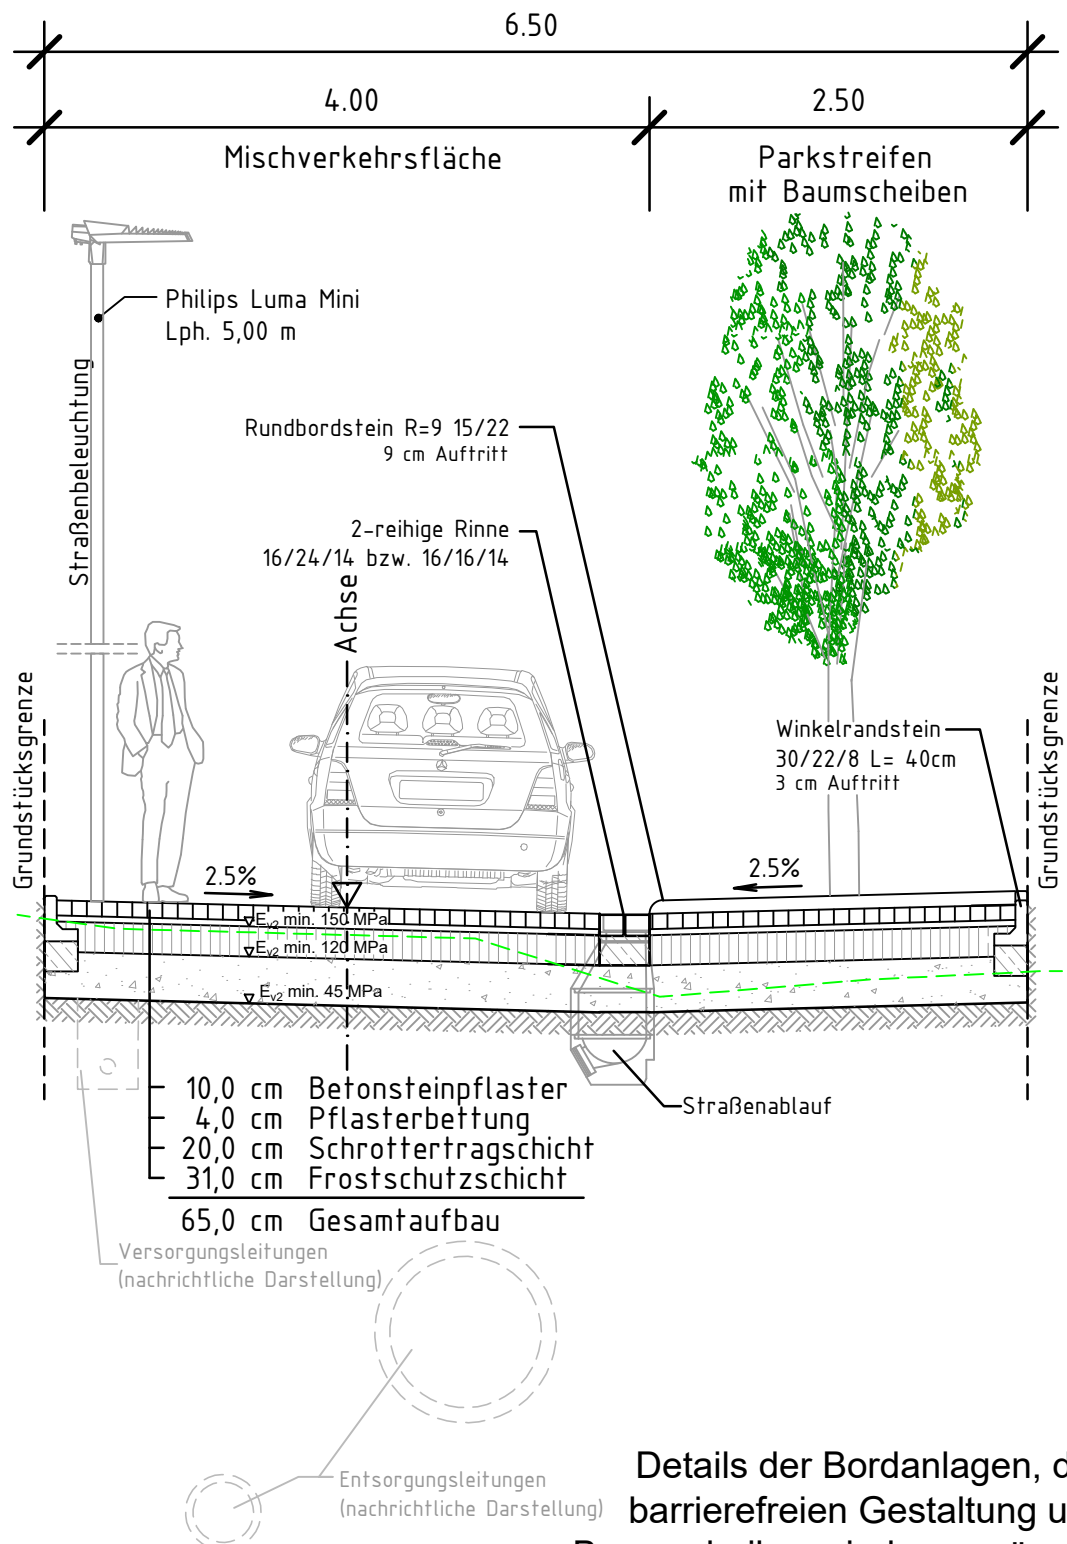 6.50
4.00
2.50
Mischverkehrsfläche
Parkstreifen
mit Baumscheiben
Philips Luma Mini
Lph. 5,00 m
Straßenbeleuchtung
Rundbordstein R=9 15/22
9 cm Auftritt
2-reihige Rinne
16/24/14 bzw. 16/16/14
Achse
Grundstücksgrenze
Winkelrandstein
30/22/8 L= 40cm
3 cm Auftritt
Grundstücksgrenze
2.5%
2.5%
Ev2 min. 150 MPa
Ev2 min. 120 MPa
Ev2 min. 45 MPa
10,0 cm Betonsteinpflaster
4,0 cm Pflasterbettung
20,0 cm Schrottertragschicht
31,0 cm Frostschutzschicht
65,0 cm Gesamtaufbau
Straßenablauf
Versorgungsleitungen
(nachrichtliche Darstellung)
Entsorgungsleitungen
(nachrichtliche Darstellung)
Details der Bordanlagen, d
barrierefreien Gestaltung u